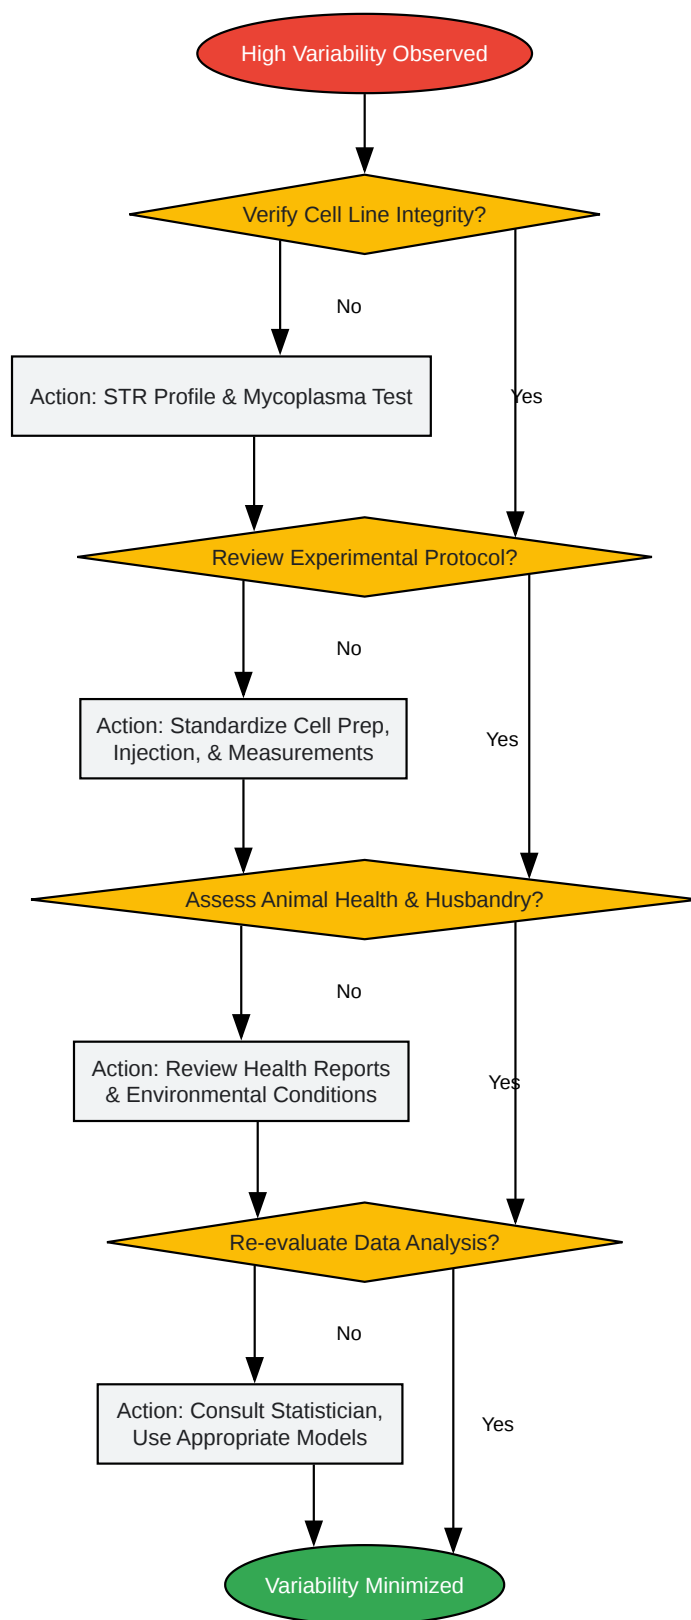 High Variability Observed
Verify Cell Line Integrity?
No
Action: STR Profile & Mycoplasma Test
Yes
Review Experimental Protocol?
No
Action: Standardize Cell Prep,
Injection, & Measurements
Yes
Assess Animal Health & Husbandry?
No
Action: Review Health Reports
& Environmental Conditions
Yes
Re-evaluate Data Analysis?
No
Action: Consult Statistician,
Use Appropriate Models
Yes
Variability Minimized